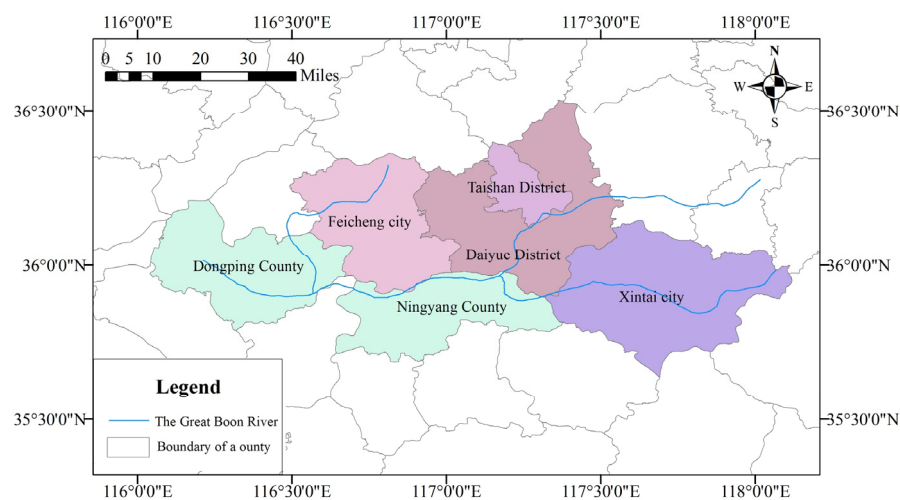 116°0'0"E 116°30'0"E 117°0'0"E 117°30'0"E 118°0'0"E
0 5 10 20 30 40
Miles
N
W E
S
36°30'0"N 36°30'0"N
Taishan District
Feicheng city
Daiyue District
36°0'0"N 36°0'0"N
Dongping County
Xintai city
Ningyang County
Legend
The Great Boon River
Boundary of a ounty
35°30'0"N 35°30'0"N
116°0'0"E 116°30'0"E 117°0'0"E 117°30'0"E 118°0'0"E